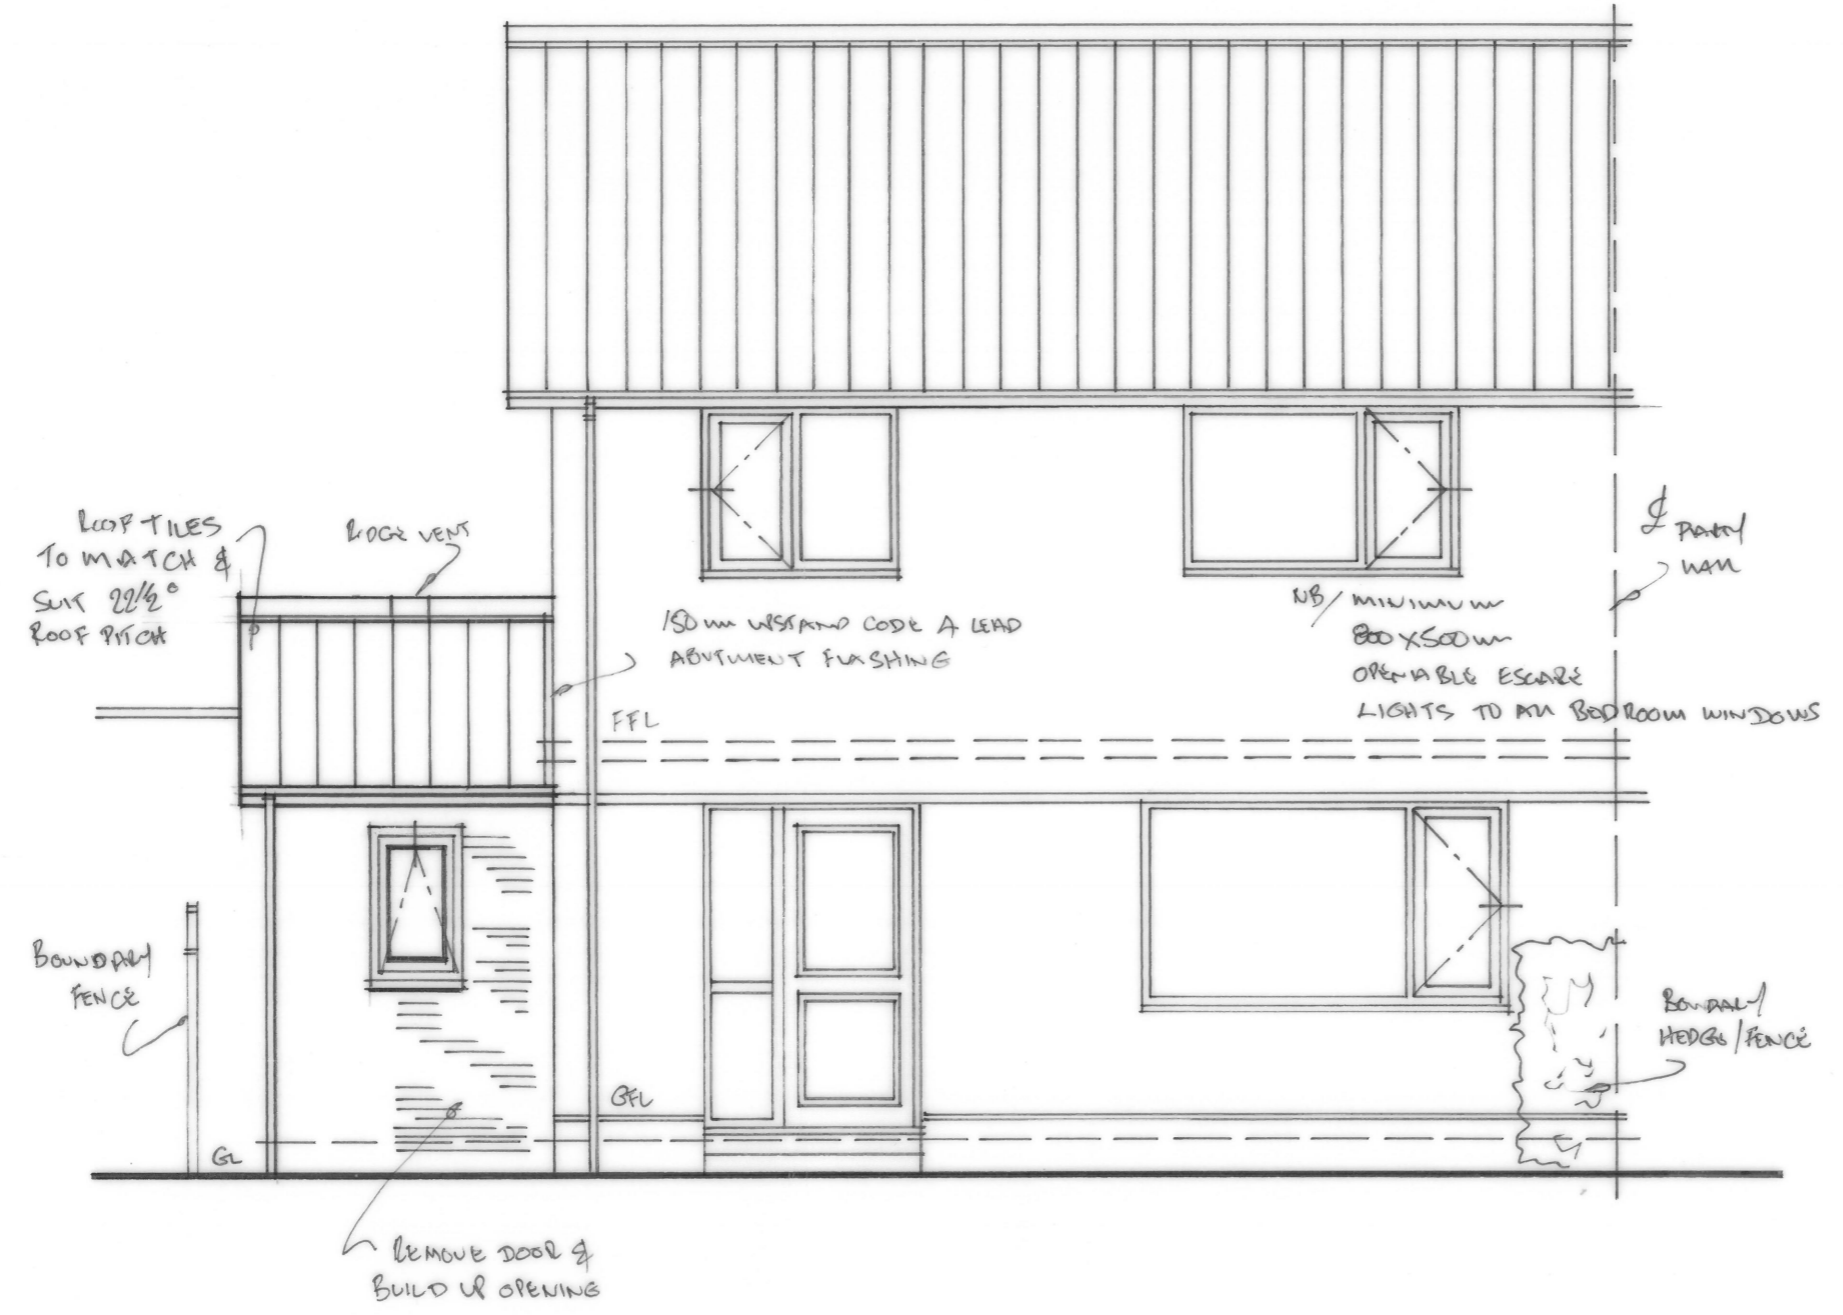 ROOF TILES
TO MATCH &
SUIT 22½°
ROOF PITCH
RIDGE VENT
150mm UPSTAND CODE 4 LEAD
ABUTMENT FLASHING
℄ PARTY
WALL
NB/ MINIMUM
800X500mm
OPENABLE ESCAPE
LIGHTS TO ALL BEDROOM WINDOWS
FFL
BOUNDARY
FENCE
BOUNDARY
HEDGE/FENCE
GFL
GL
REMOVE DOOR &
BUILD UP OPENING